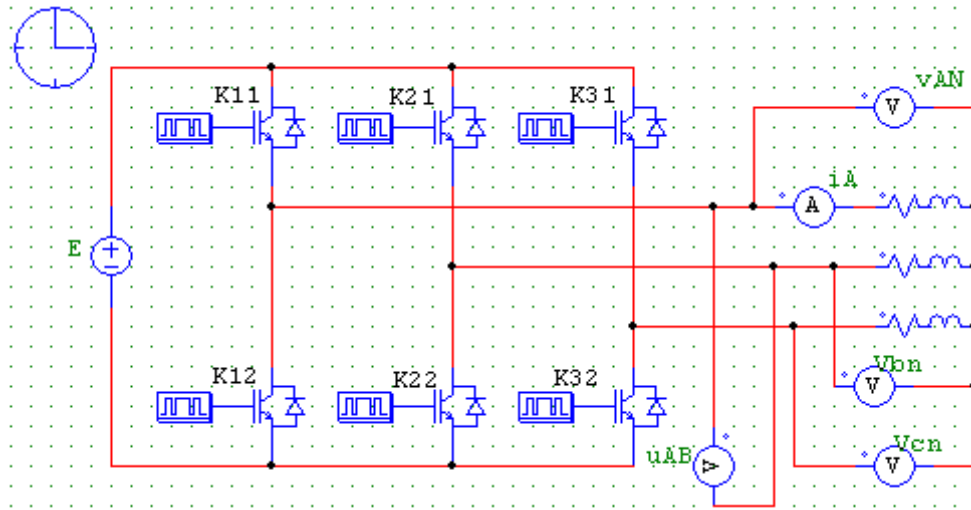 K11
K21
K31
vAN
V
iA
A
E
K12
K22
K32
Vbn
V
uAB
V
Vcn
V